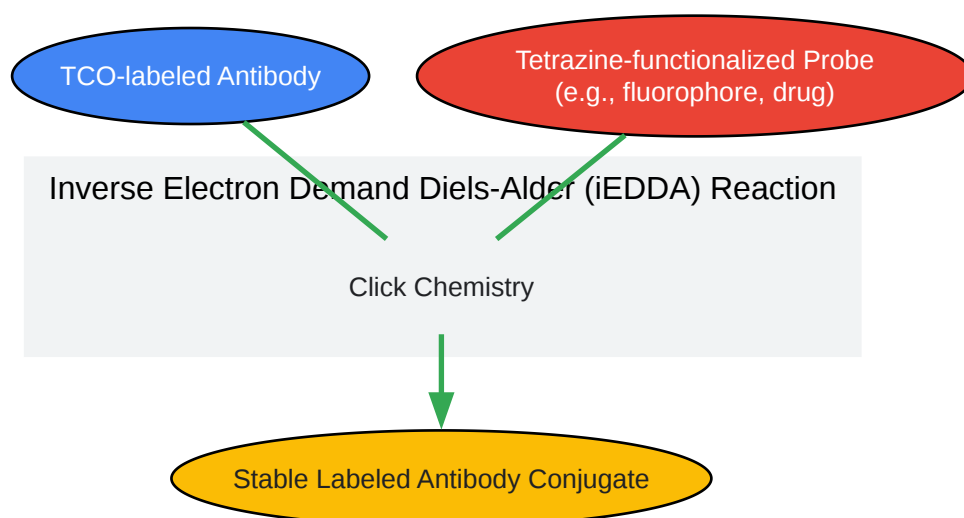 TCO-labeled Antibody
Tetrazine-functionalized Probe
(e.g., fluorophore, drug)
Inverse Electron Demand Diels-Alder (iEDDA) Reaction
Click Chemistry
Stable Labeled Antibody Conjugate